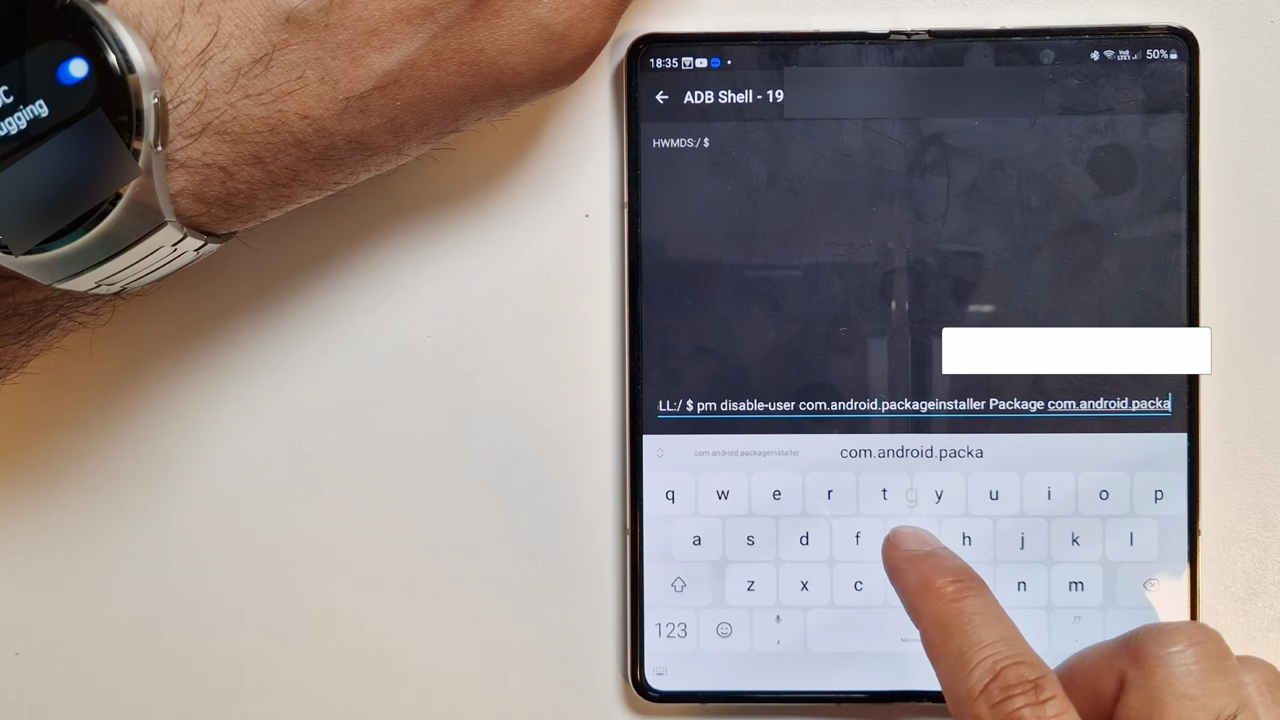 ugging
18:35 50%
ADB Shell - 19
HWMDS:/ $
LL:/ $ pm disable-user com.android.packageinstaller Package com.android.packa
com.android.packageinstaller com.android.packa
q w e r t g y u i o p
a s d f h j k l
z x c n m
123 ,